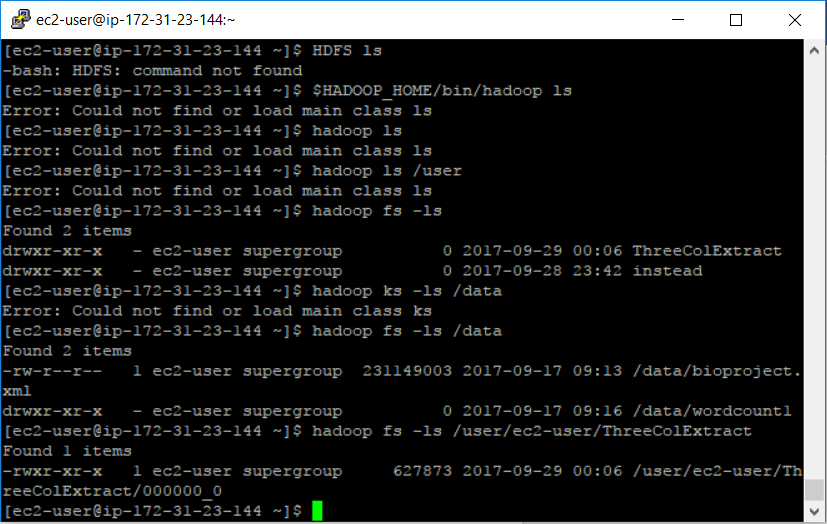 ec2-user@ip-172-31-23-144:~
[ec2-user@ip-172-31-23-144 ~]$ HDFS ls
-bash: HDFS: command not found
[ec2-user@ip-172-31-23-144 ~]$ $HADOOP_HOME/bin/hadoop ls
Error: Could not find or load main class ls
[ec2-user@ip-172-31-23-144 ~]$ hadoop ls
Error: Could not find or load main class ls
[ec2-user@ip-172-31-23-144 ~]$ hadoop ls /user
Error: Could not find or load main class ls
[ec2-user@ip-172-31-23-144 ~]$ hadoop fs -ls
Found 2 items
drwxr-xr-x   - ec2-user supergroup          0 2017-09-29 00:06 ThreeColExtract
drwxr-xr-x   - ec2-user supergroup          0 2017-09-28 23:42 instead
[ec2-user@ip-172-31-23-144 ~]$ hadoop ks -ls /data
Error: Could not find or load main class ks
[ec2-user@ip-172-31-23-144 ~]$ hadoop fs -ls /data
Found 2 items
-rw-r--r--   1 ec2-user supergroup  231149003 2017-09-17 09:13 /data/bioproject.
xml
drwxr-xr-x   - ec2-user supergroup          0 2017-09-17 09:16 /data/wordcount1
[ec2-user@ip-172-31-23-144 ~]$ hadoop fs -ls /user/ec2-user/ThreeColExtract
Found 1 items
-rwxr-xr-x   1 ec2-user supergroup     627873 2017-09-29 00:06 /user/ec2-user/Th
reeColExtract/000000_0
[ec2-user@ip-172-31-23-144 ~]$